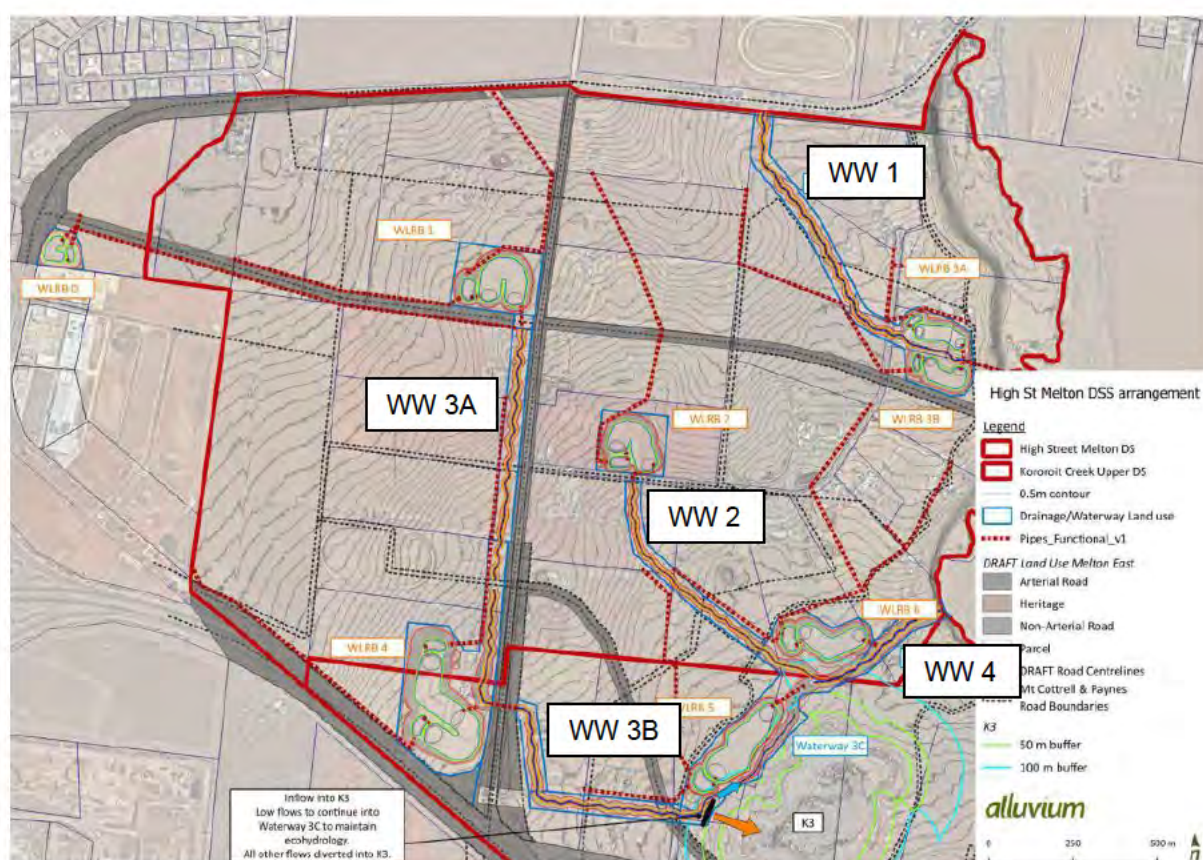 WW 1
WLRB 1
WLRB 3A
WLRB 0
High St Melton DSS arrangement
WW 3A
WLRB 2
WLRB 3B
Legend
High Street Melton DS
Kororoit Creek Upper DS
0.5m contour
WW 2
Drainage/Waterway Land use
Pipes_Functional_v1
DRAFT Land Use Melton East
Arterial Road
WLRB 6
Heritage
Non-Arterial Road
WLRB 4
Parcel
WW 4
DRAFT Road Centrelines
Mt Cottrell & Paynes
Road Boundaries
WW 3B
WLRB 5
Waterway 3C
K3
50 m buffer
100 m buffer
Inflow into K3
Low flows to continue into
Waterway 3C to maintain
ecohydrology.
All other flows diverted into K3.
K3
alluvium
0 250 500 m